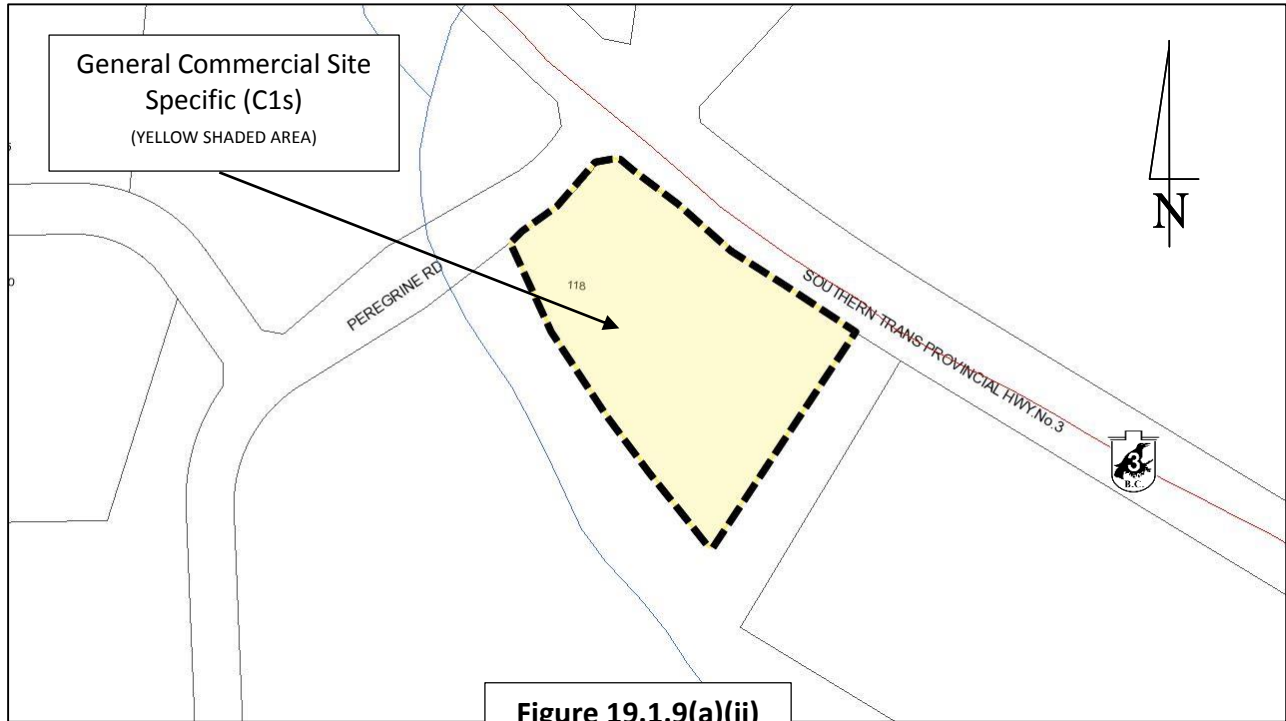 General Commercial Site
Specific (C1s)
(YELLOW SHADED AREA)
N
118
PEREGRINE RD
SOUTHERN TRANS PROVINCIAL HWY.No.3
3
B.C.
0
Figure 19.1.9(a)(ii)